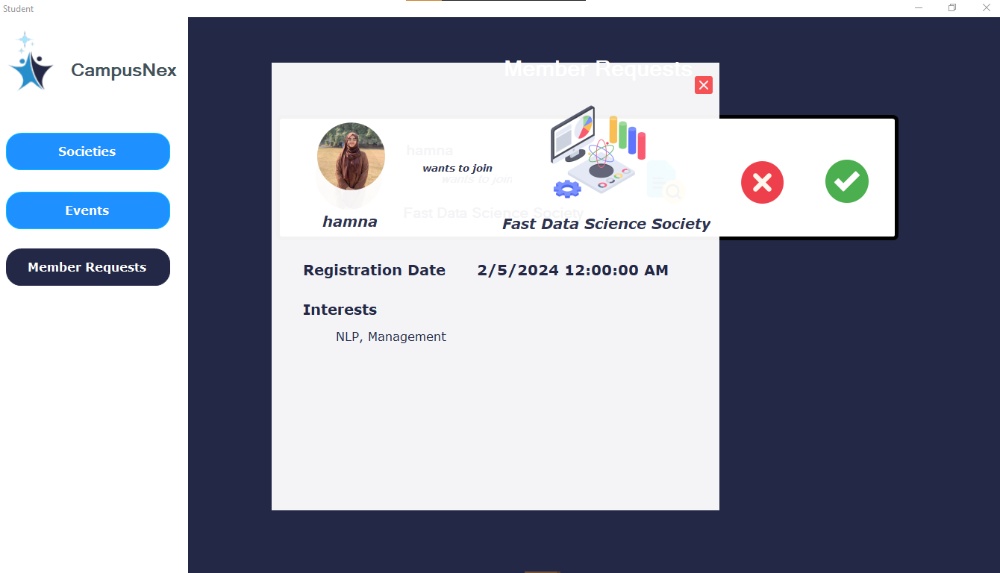 Student
CampusNex
Societies
Events
Member Requests
Member Requests
hamna
wants to join
wants to join
Fast Data Science Society
hamna
Fast Data Science Society
Registration Date 2/5/2024 12:00:00 AM
Interests
NLP, Management